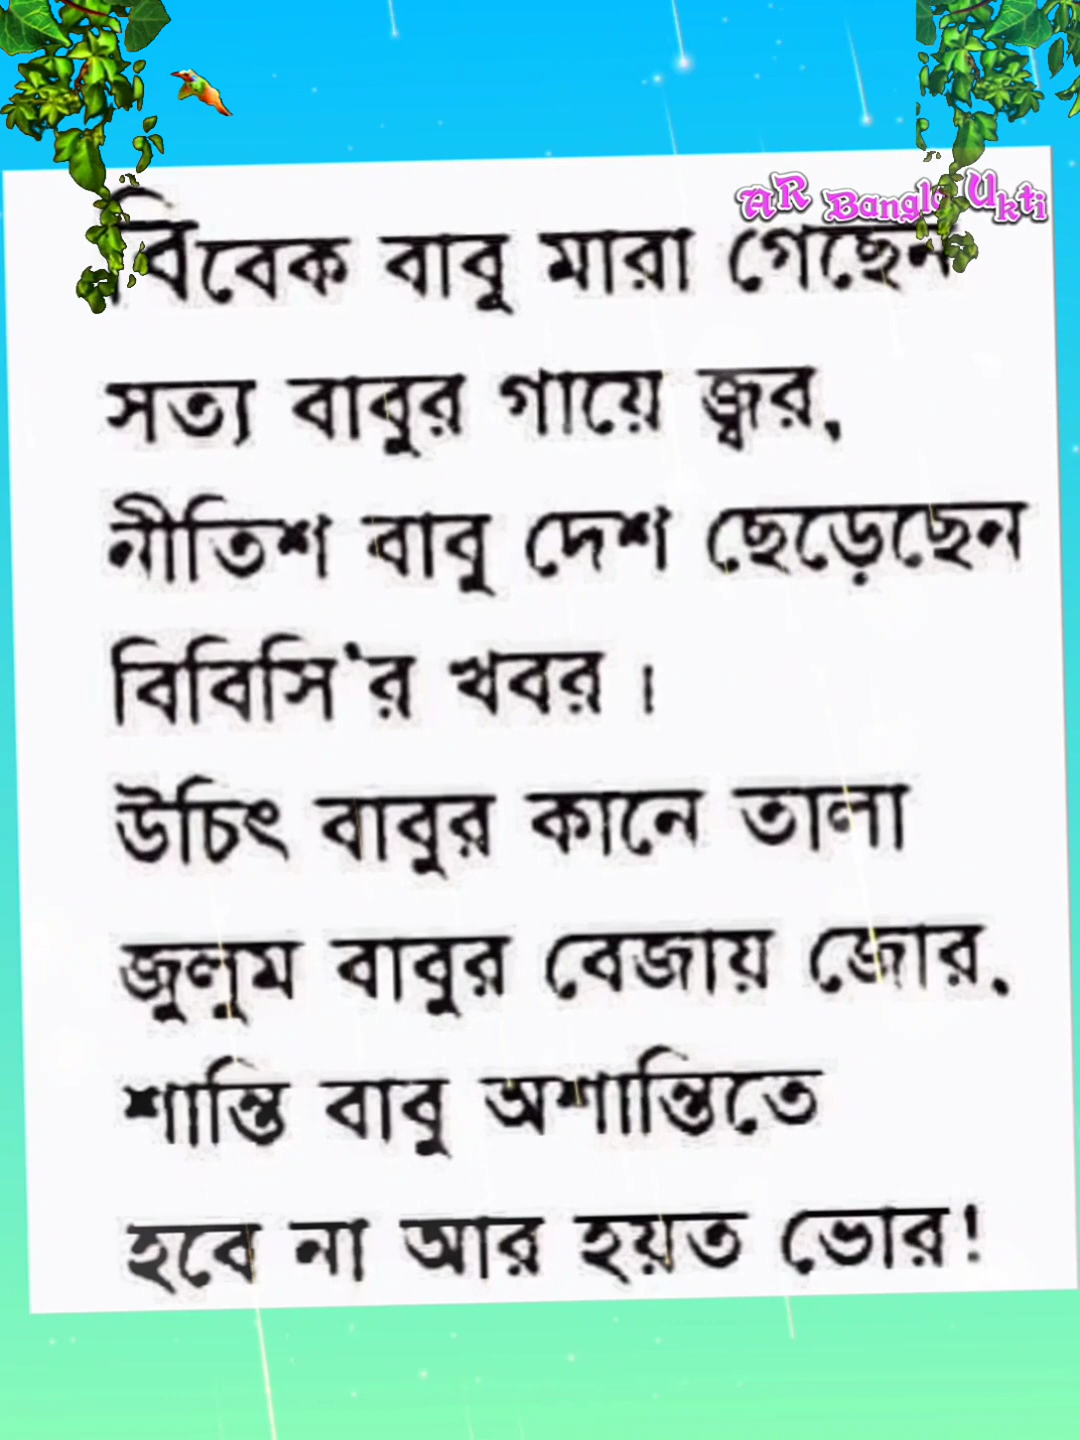 AR Bangla Ukti
বিবেক বাবু মারা গেছেন
সত্য বাবুর গায়ে জ্বর,
নীতিশ বাবু দেশ ছেড়েছেন
বিবিসি'র খবর।
উচিৎ বাবুর কানে তালা
জুলুম বাবুর বেজায় জোর,
শান্তি বাবু অশান্তিতে
হবে না আর হয়ত ভোর!